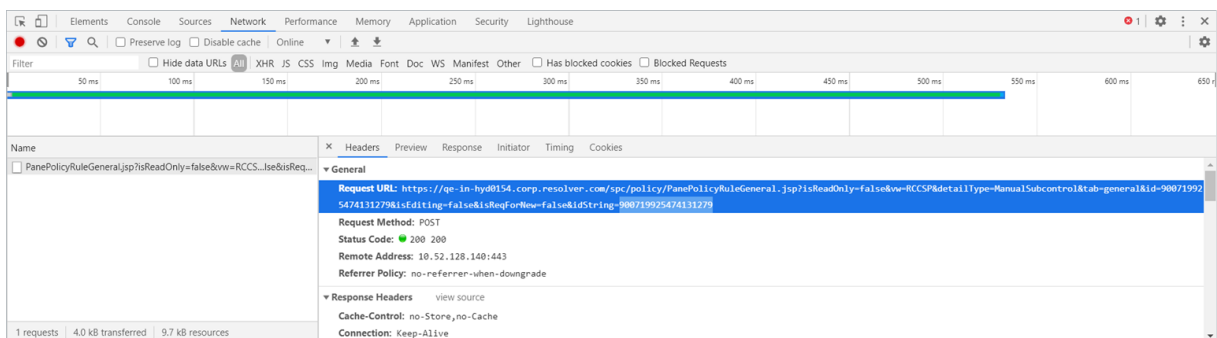 Elements Console Sources Network Performance Memory Application Security Lighthouse 1
Preserve log Disable cache Online
Filter Hide data URLs All XHR JS CSS Img Media Font Doc WS Manifest Other Has blocked cookies Blocked Requests
50 ms 100 ms 150 ms 200 ms 250 ms 300 ms 350 ms 400 ms 450 ms 500 ms 550 ms 600 ms 650 r
Name × Headers Preview Response Initiator Timing Cookies
PanePolicyRuleGeneral.jsp?isReadOnly=false&vw=RCCS...lse&isReq...
General
Request URL: https://qe-in-hyd0154.corp.resolver.com/spc/policy/PanePolicyRuleGeneral.jsp?isReadOnly=false&vw=RCCSP&detailType=ManualSubcontrol&tab=general&id=90071992
5474131279&isEditing=false&isReqForNew=false&idString=900719925474131279
Request Method: POST
Status Code: 200 200
Remote Address: 10.52.128.140:443
Referrer Policy: no-referrer-when-downgrade
Response Headers view source
Cache-Control: no-Store,no-Cache
Connection: Keep-Alive
1 requests 4.0 kB transferred 9.7 kB resources